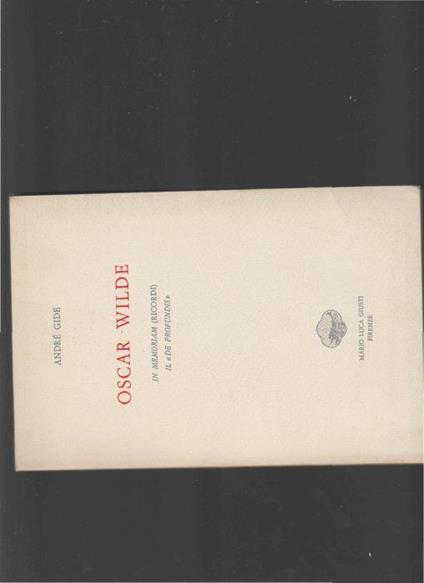 ANDRÉ GIDE
OSCAR WILDE
IN MEMORIAM (RICORDI)
IL «DE PROFUNDIS»
MARIO LUCA GIUSTI
FIRENZE